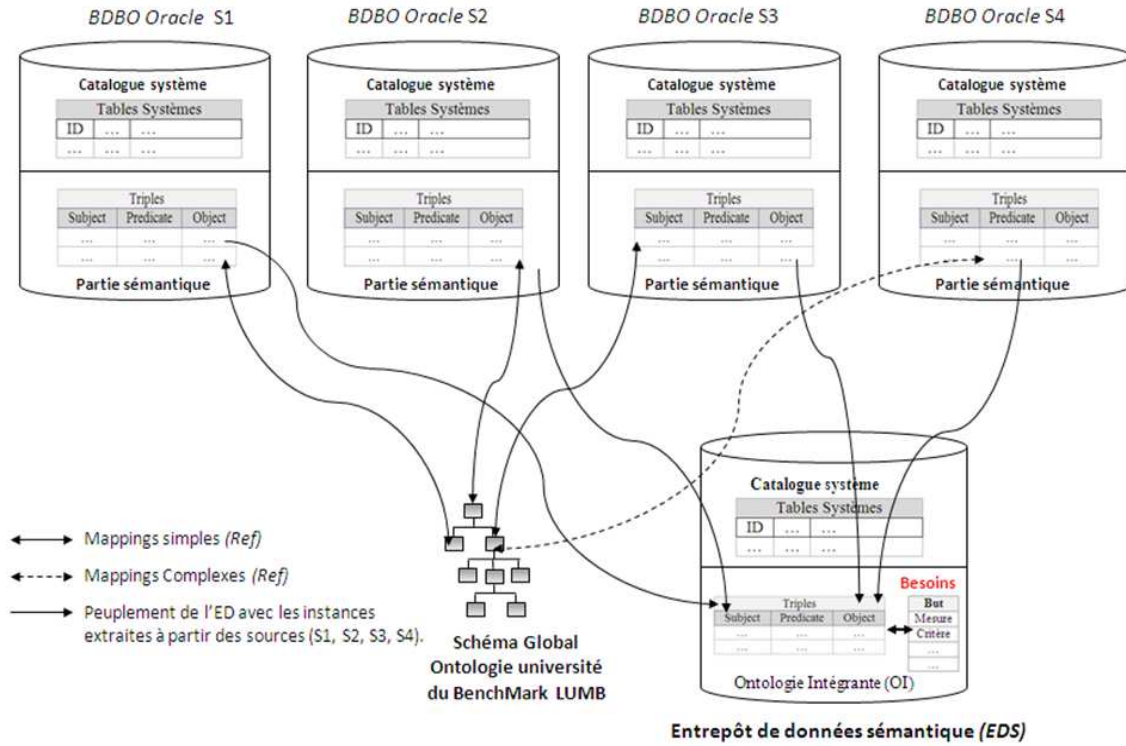 BDBO Oracle S1
BDBO Oracle S2
BDBO Oracle S3
BDBO Oracle S4
Catalogue système
Tables Systèmes
ID ... ...
... ... ...
Triples
Subject Predicate Object
... ... ...
... ... ...
Partie sémantique
Catalogue système
Tables Systèmes
ID ... ...
... ... ...
Triples
Subject Predicate Object
... ... ...
... ... ...
Partie sémantique
Catalogue système
Tables Systèmes
ID ... ...
... ... ...
Triples
Subject Predicate Object
... ... ...
... ... ...
Partie sémantique
Catalogue système
Tables Systèmes
ID ... ...
... ... ...
Triples
Subject Predicate Object
... ... ...
... ... ...
Partie sémantique
Mappings simples (Ref)
Mappings Complexes (Ref)
Peuplement de l'ED avec les instances
extraites à partir des sources (S1, S2, S3, S4).
Schéma Global
Ontologie université
du BenchMark LUMB
Catalogue système
Tables Systèmes
ID ... ...
... ... ...
Triples
Subject Predicate Object
... ... ...
... ... ...
Besoins
But
Mesure
Critère
...
...
Ontologie Intégrante (OI)
Entrepôt de données sémantique (EDS)